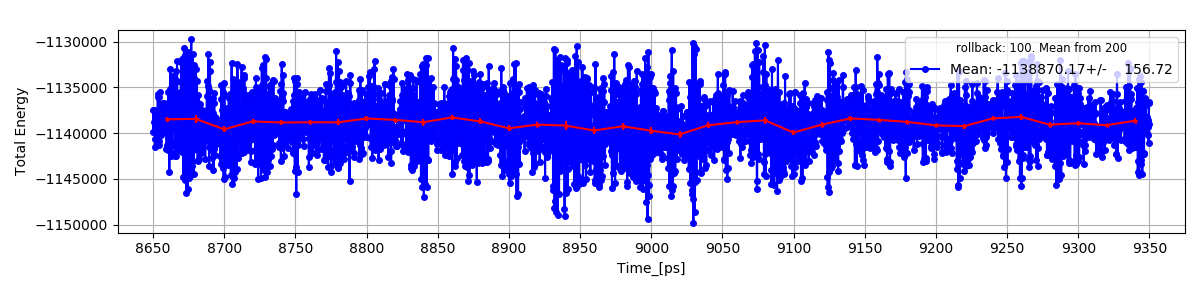 rollback: 100. Mean from 200
Mean: -1138870.17+/- 156.72
Total Energy
−1130000
−1135000
−1140000
−1145000
−1150000
8650 8700 8750 8800 8850 8900 8950 9000 9050 9100 9150 9200 9250 9300 9350
Time_[ps]